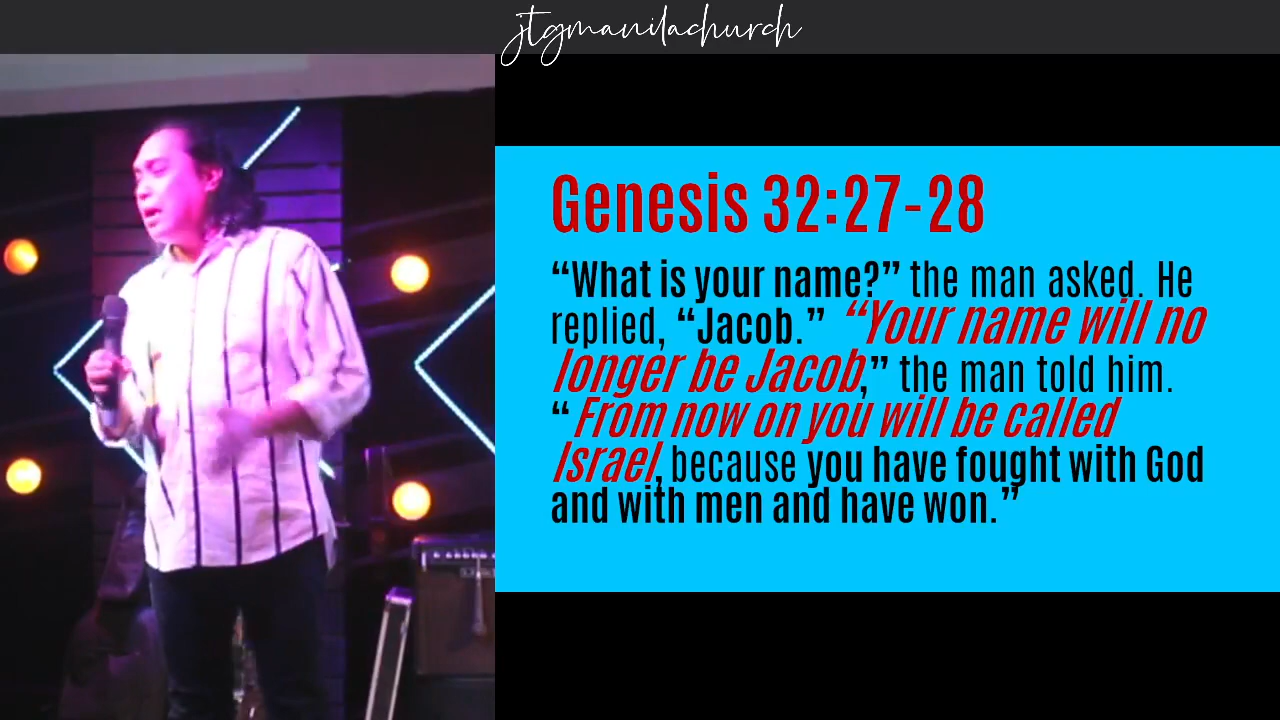 jtgmanilachurch
Genesis 32:27-28
“What is your name?” the man asked. He
replied, “Jacob.” “Your name will no
longer be Jacob,” the man told him.
“From now on you will be called
Israel, because you have fought with God
and with men and have won.”